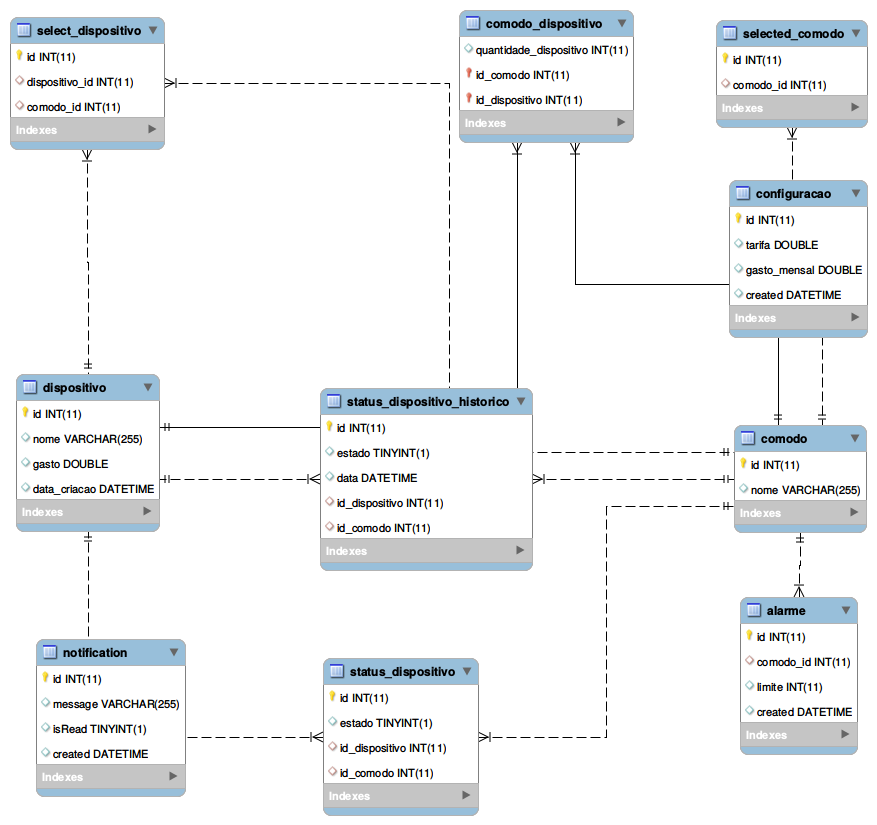 select_dispositivo
id INT(11)
dispositivo_id INT(11)
comodo_id INT(11)
Indexes
comodo_dispositivo
quantidade_dispositivo INT(11)
id_comodo INT(11)
id_dispositivo INT(11)
Indexes
selected_comodo
id INT(11)
comodo_id INT(11)
Indexes
configuracao
id INT(11)
tarifa DOUBLE
gasto_mensal DOUBLE
created DATETIME
Indexes
dispositivo
id INT(11)
nome VARCHAR(255)
gasto DOUBLE
data_criacao DATETIME
Indexes
status_dispositivo_historico
id INT(11)
estado TINYINT(1)
data DATETIME
id_dispositivo INT(11)
id_comodo INT(11)
Indexes
comodo
id INT(11)
nome VARCHAR(255)
Indexes
alarme
id INT(11)
comodo_id INT(11)
limite INT(11)
created DATETIME
Indexes
notification
id INT(11)
message VARCHAR(255)
isRead TINYINT(1)
created DATETIME
Indexes
status_dispositivo
id INT(11)
estado TINYINT(1)
id_dispositivo INT(11)
id_comodo INT(11)
Indexes